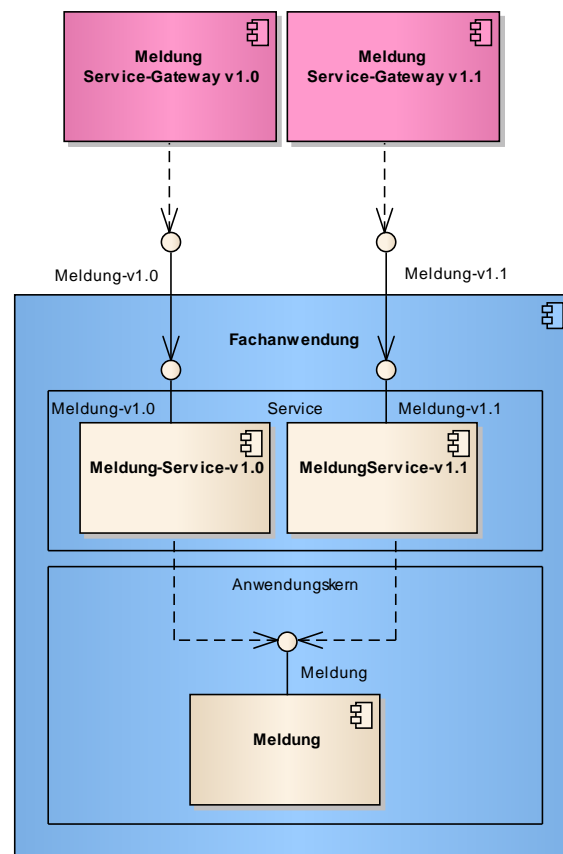 Meldung
Service-Gateway v1.0
Meldung
Service-Gateway v1.1
Meldung-v1.0
Meldung-v1.1
Fachanwendung
Meldung-v1.0
Service
Meldung-v1.1
Meldung-Service-v1.0
MeldungService-v1.1
Anwendungskern
Meldung
Meldung